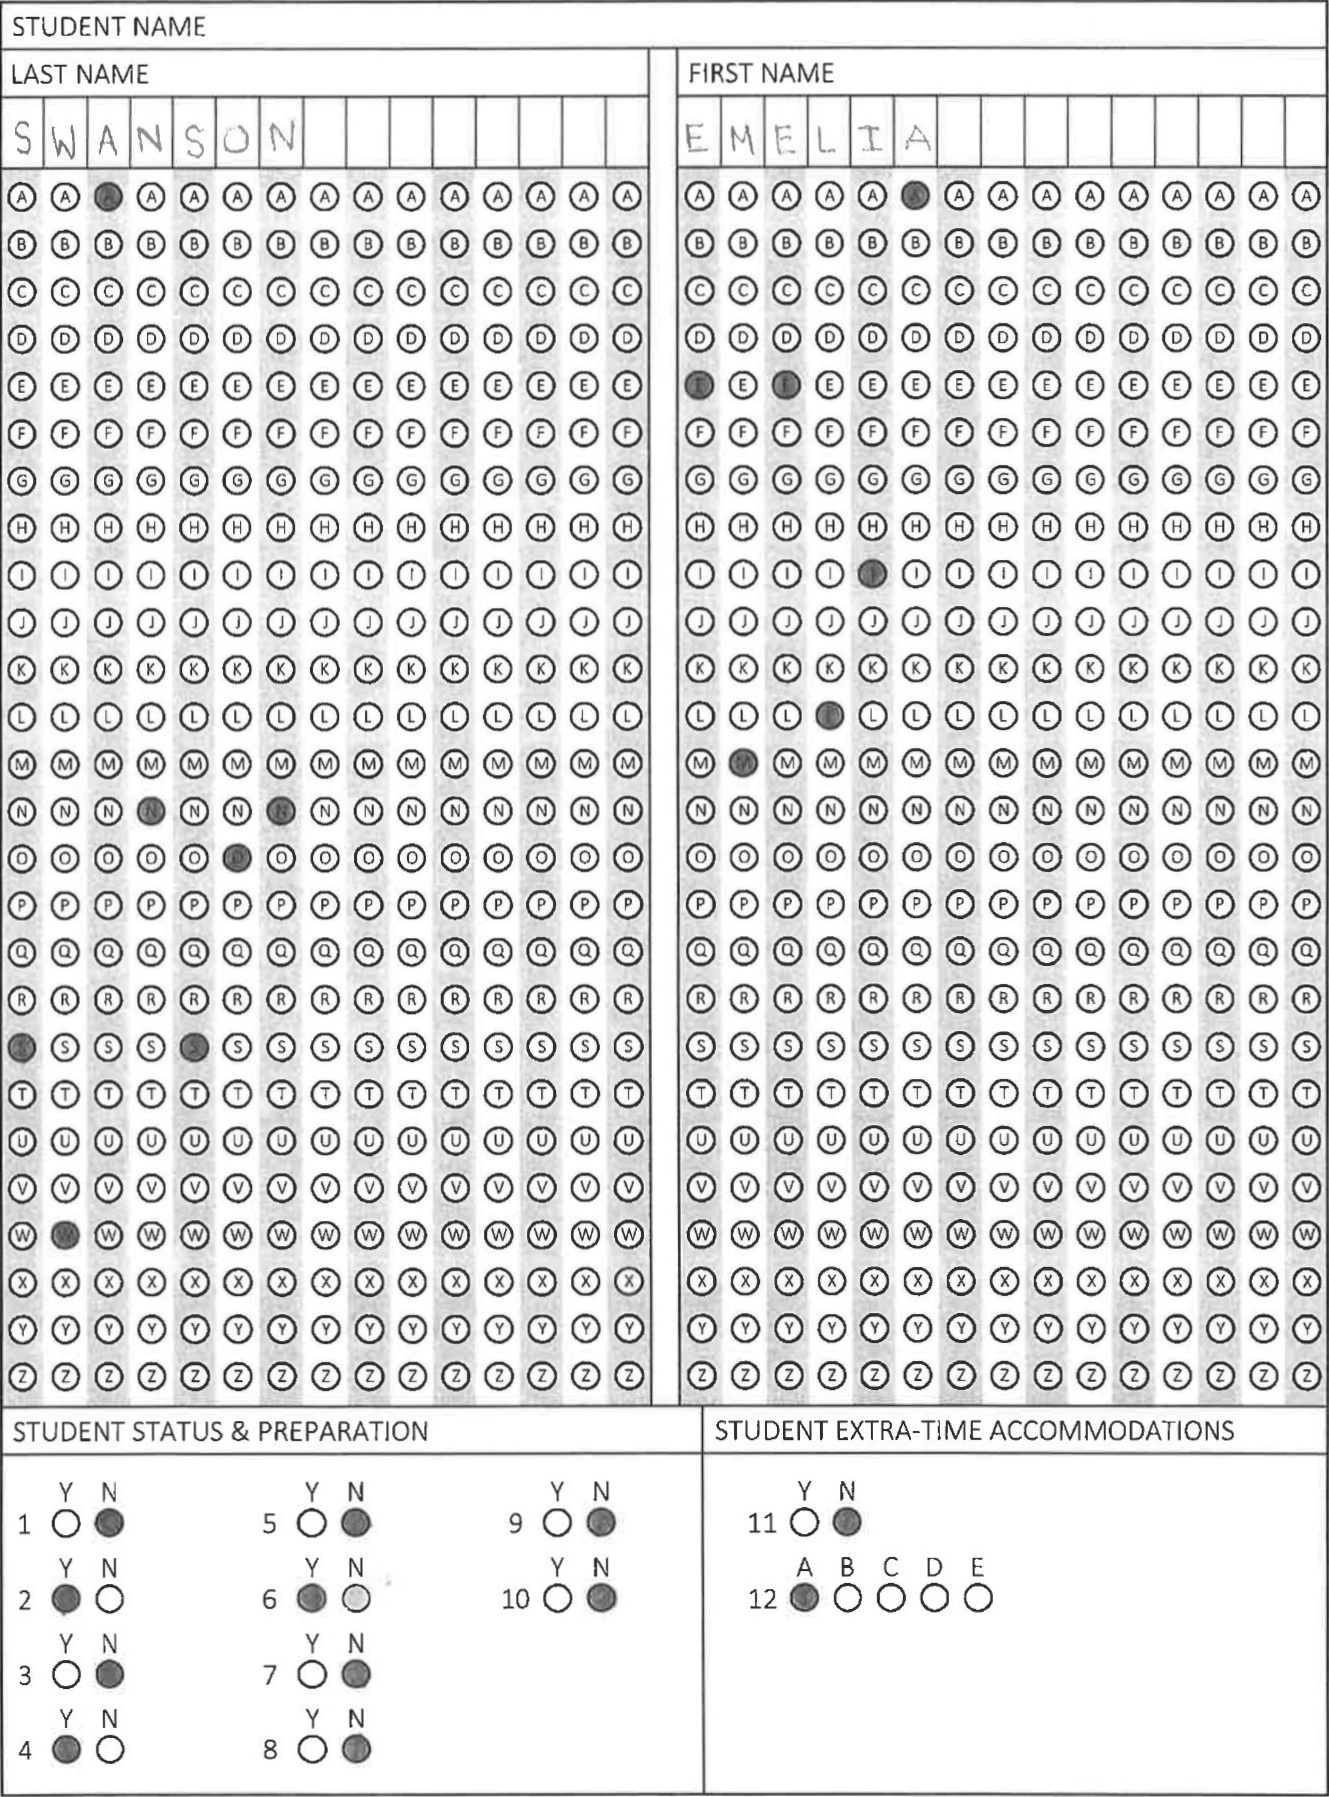 STUDENT NAME
LAST NAME FIRST NAME
SWANSON EMELIA
A A A A A A A A A A A A A A A A A A A A A A A A A A A A A A
B B B B B B B B B B B B B B B B B B B B B B B B B B B B B B
C C C C C C C C C C C C C C C C C C C C C C C C C C C C C C
D D D D D D D D D D D D D D D D D D D D D D D D D D D D D D
E E E E E E E E E E E E E E E E E E E E E E E E E E E E E E
F F F F F F F F F F F F F F F F F F F F F F F F F F F F F F
G G G G G G G G G G G G G G G G G G G G G G G G G G G G G G
H H H H H H H H H H H H H H H H H H H H H H H H H H H H H H
I I I I I I I I I I I I I I I I I I I I I I I I I I I I I I
J J J J J J J J J J J J J J J J J J J J J J J J J J J J J J
K K K K K K K K K K K K K K K K K K K K K K K K K K K K K K
L L L L L L L L L L L L L L L L L L L L L L L L L L L L L L
M M M M M M M M M M M M M M M M M M M M M M M M M M M M M M
N N N N N N N N N N N N N N N N N N N N N N N N N N N N N N
O O O O O O O O O O O O O O O O O O O O O O O O O O O O O O
P P P P P P P P P P P P P P P P P P P P P P P P P P P P P P
Q Q Q Q Q Q Q Q Q Q Q Q Q Q Q Q Q Q Q Q Q Q Q Q Q Q Q Q Q Q
R R R R R R R R R R R R R R R R R R R R R R R R R R R R R R
S S S S S S S S S S S S S S S S S S S S S S S S S S S S S S
T T T T T T T T T T T T T T T T T T T T T T T T T T T T T T
U U U U U U U U U U U U U U U U U U U U U U U U U U U U U U
V V V V V V V V V V V V V V V V V V V V V V V V V V V V V V
W W W W W W W W W W W W W W W W W W W W W W W W W W W W W W
X X X X X X X X X X X X X X X X X X X X X X X X X X X X X X
Y Y Y Y Y Y Y Y Y Y Y Y Y Y Y Y Y Y Y Y Y Y Y Y Y Y Y Y Y Y
Z Z Z Z Z Z Z Z Z Z Z Z Z Z Z Z Z Z Z Z Z Z Z Z Z Z Z Z Z Z
STUDENT STATUS & PREPARATION
Y N Y N Y N
1 5 9
Y N Y N Y N
2 6 10
Y N Y N
3 7
Y N Y N
4 8
STUDENT EXTRA-TIME ACCOMMODATIONS
Y N
11
A B C D E
12